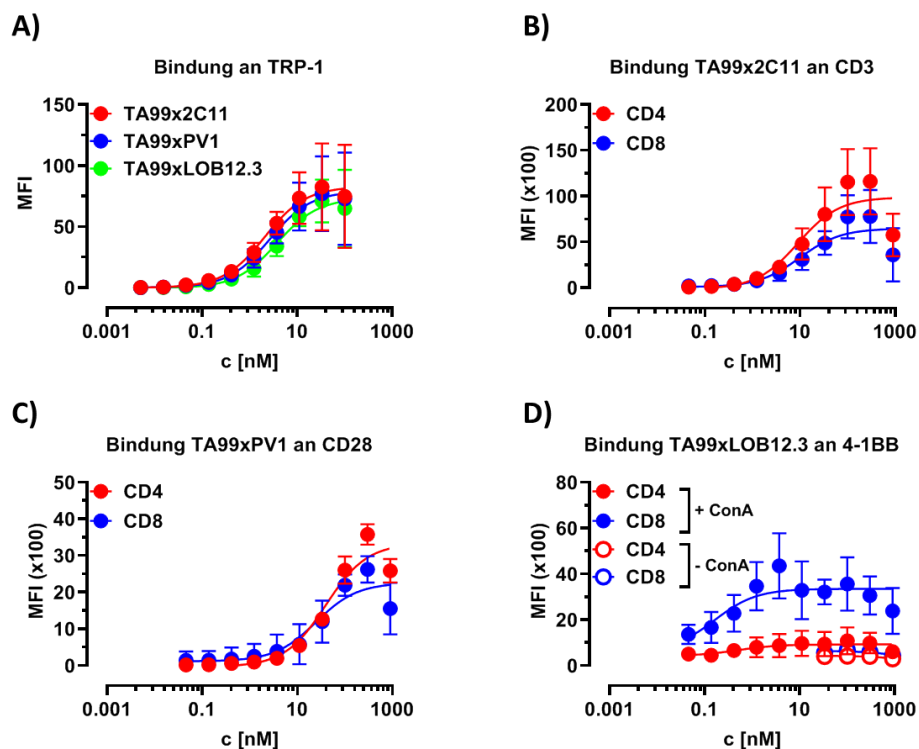 A)
Bindung an TRP-1
MFI
150
100
50
0
TA99x2C11
TA99xPV1
TA99xLOB12.3
0.001
0.1
10
1000
c [nM]
B)
Bindung TA99x2C11 an CD3
MFI (x100)
200
150
100
50
0
CD4
CD8
0.001
0.1
10
1000
c [nM]
C)
Bindung TA99xPV1 an CD28
MFI (x100)
50
40
30
20
10
0
CD4
CD8
0.001
0.1
10
1000
c [nM]
D)
Bindung TA99xLOB12.3 an 4-1BB
MFI (x100)
80
60
40
20
0
CD4
CD8
+ ConA
CD4
CD8
- ConA
0.001
0.1
10
1000
c [nM]